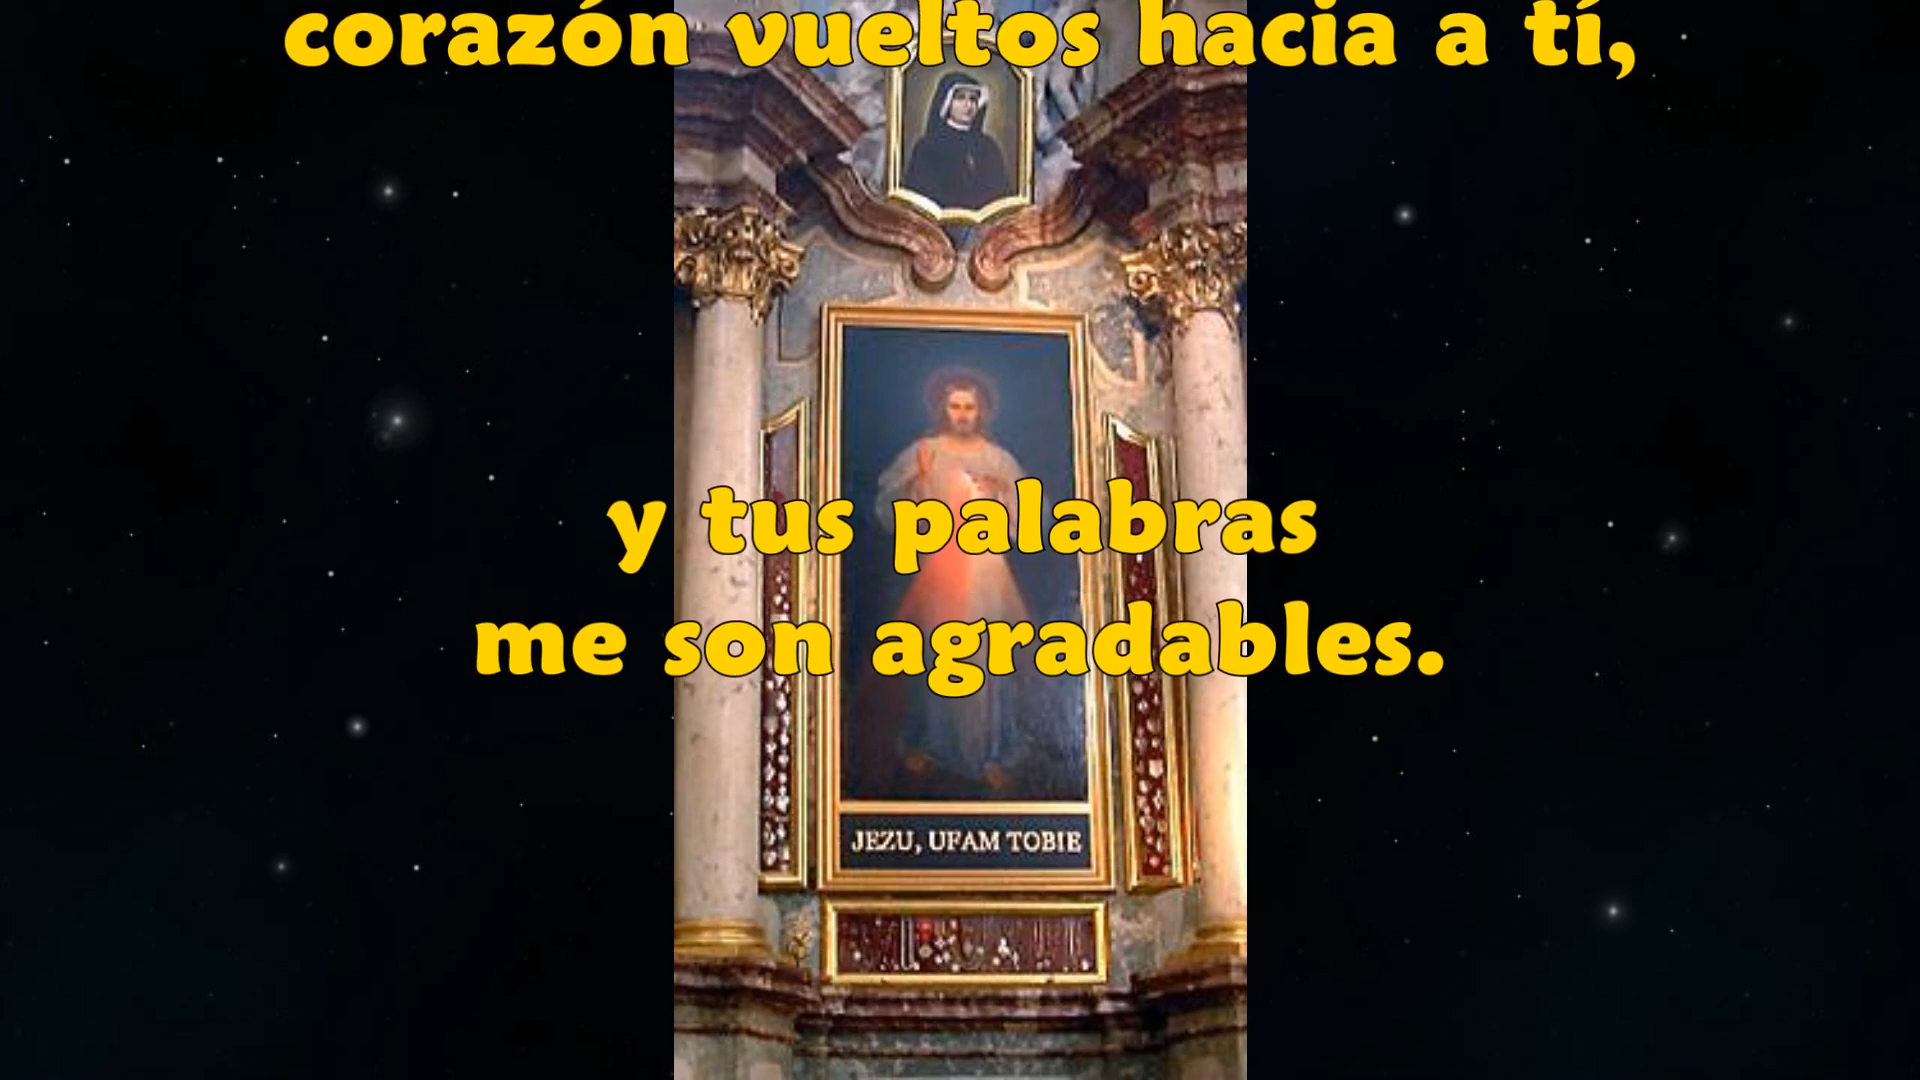 corazón vueltos hacia a tí,
y tus palabras
me son agradables.
JEZU, UFAM TOBIE